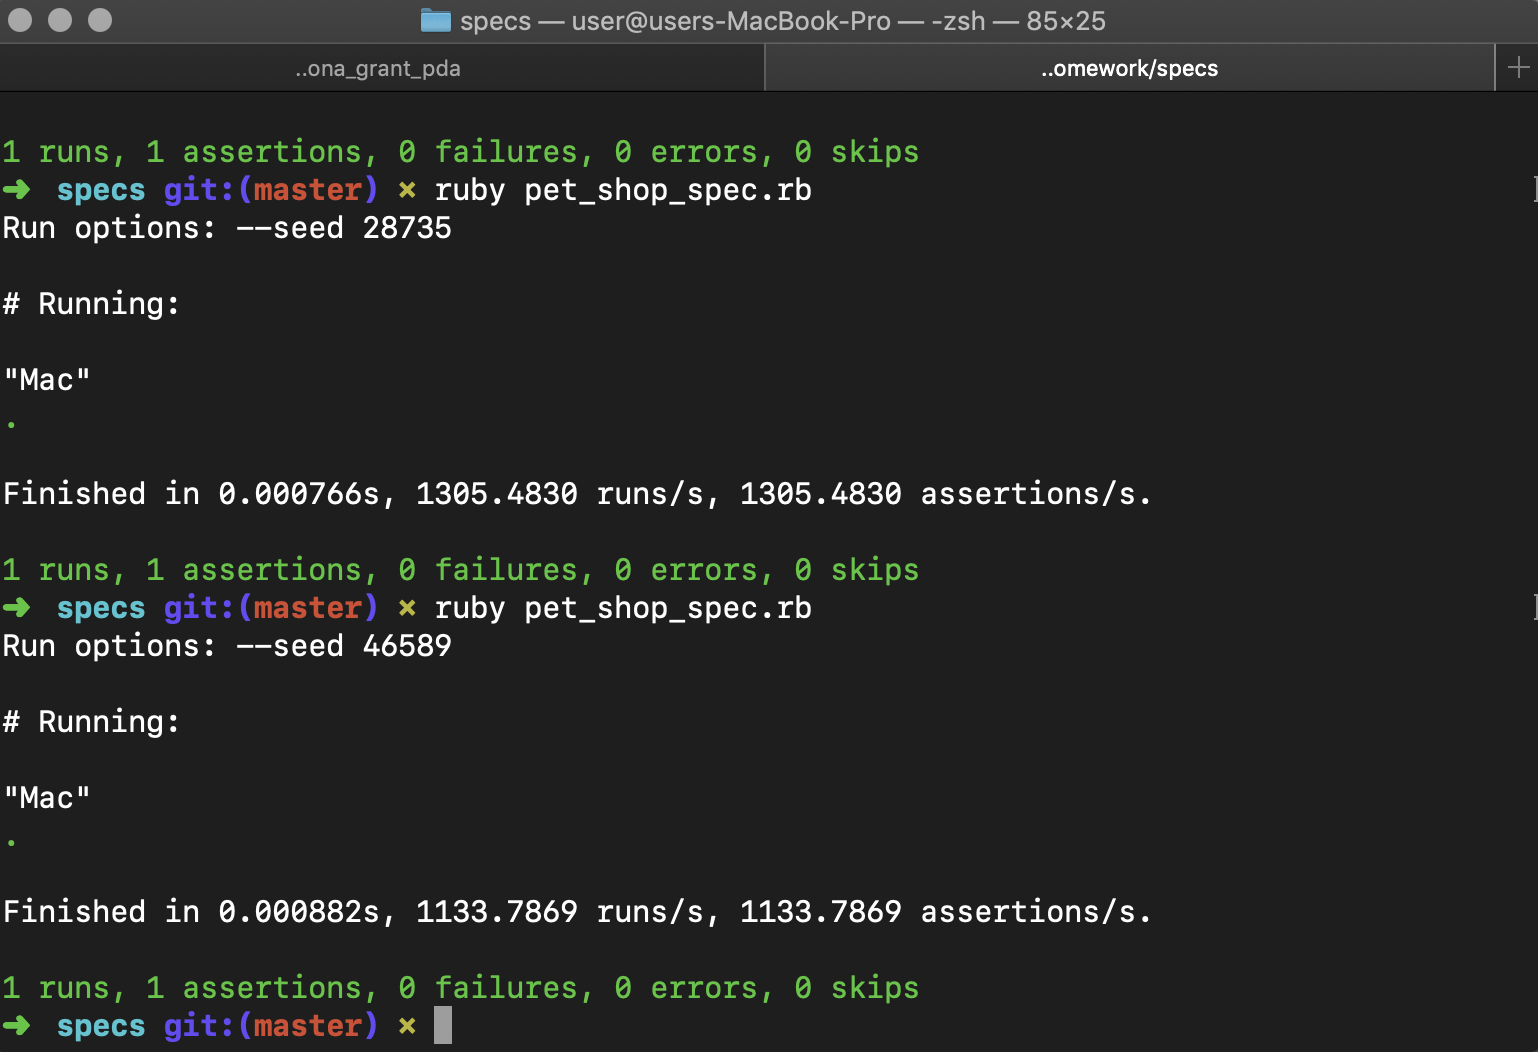 specs — user@users-MacBook-Pro — -zsh — 85×25
..ona_grant_pda
..omework/specs
1 runs, 1 assertions, 0 failures, 0 errors, 0 skips
➜ specs git:(master) × ruby pet_shop_spec.rb
Run options: --seed 28735
# Running:
"Mac"
.
Finished in 0.000766s, 1305.4830 runs/s, 1305.4830 assertions/s.
1 runs, 1 assertions, 0 failures, 0 errors, 0 skips
➜ specs git:(master) × ruby pet_shop_spec.rb
Run options: --seed 46589
# Running:
"Mac"
.
Finished in 0.000882s, 1133.7869 runs/s, 1133.7869 assertions/s.
1 runs, 1 assertions, 0 failures, 0 errors, 0 skips
➜ specs git:(master) ×